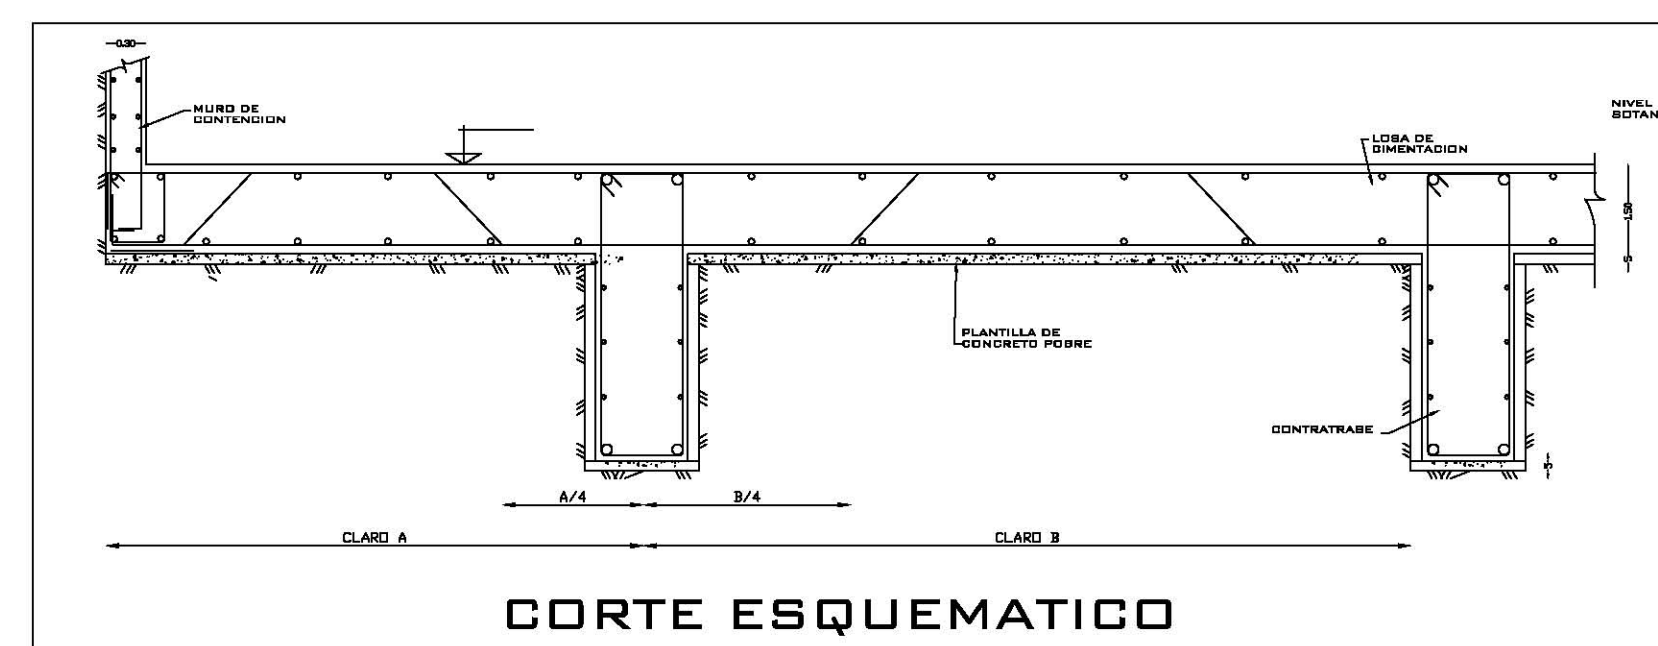 0.30
MURO DE
CONTENCION
NIVEL
SOTAN
LOSA DE
CIMENTACION
1.50
5
PLANTILLA DE
CONCRETO POBRE
CONTRATRABE
5
A/4
B/4
CLARO A
CLARO B
CORTE ESQUEMATICO